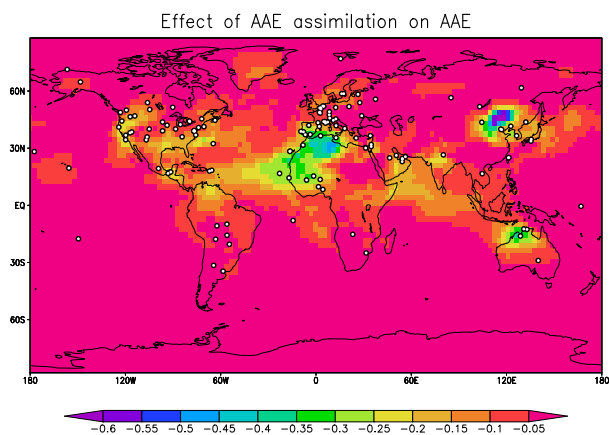 Effect of AAE assimilation on AAE
60N
30N
EQ
30S
60S
180 120W 60W 0 60E 120E 180
-0.6 -0.55 -0.5 -0.45 -0.4 -0.35 -0.3 -0.25 -0.2 -0.15 -0.1 -0.05